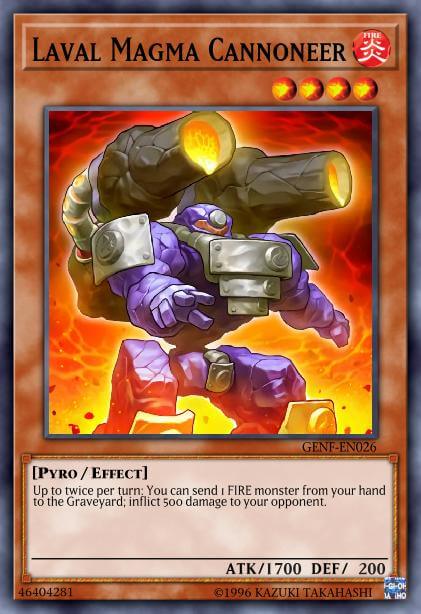 LAVAL MAGMA CANNONEER
FIRE
炎
GENF-EN026
[PYRO / EFFECT]
Up to twice per turn: You can send 1 FIRE monster from your hand
to the Graveyard; inflict 500 damage to your opponent.
ATK/1700 DEF/ 200
46404281
©1996 KAZUKI TAKAHASHI